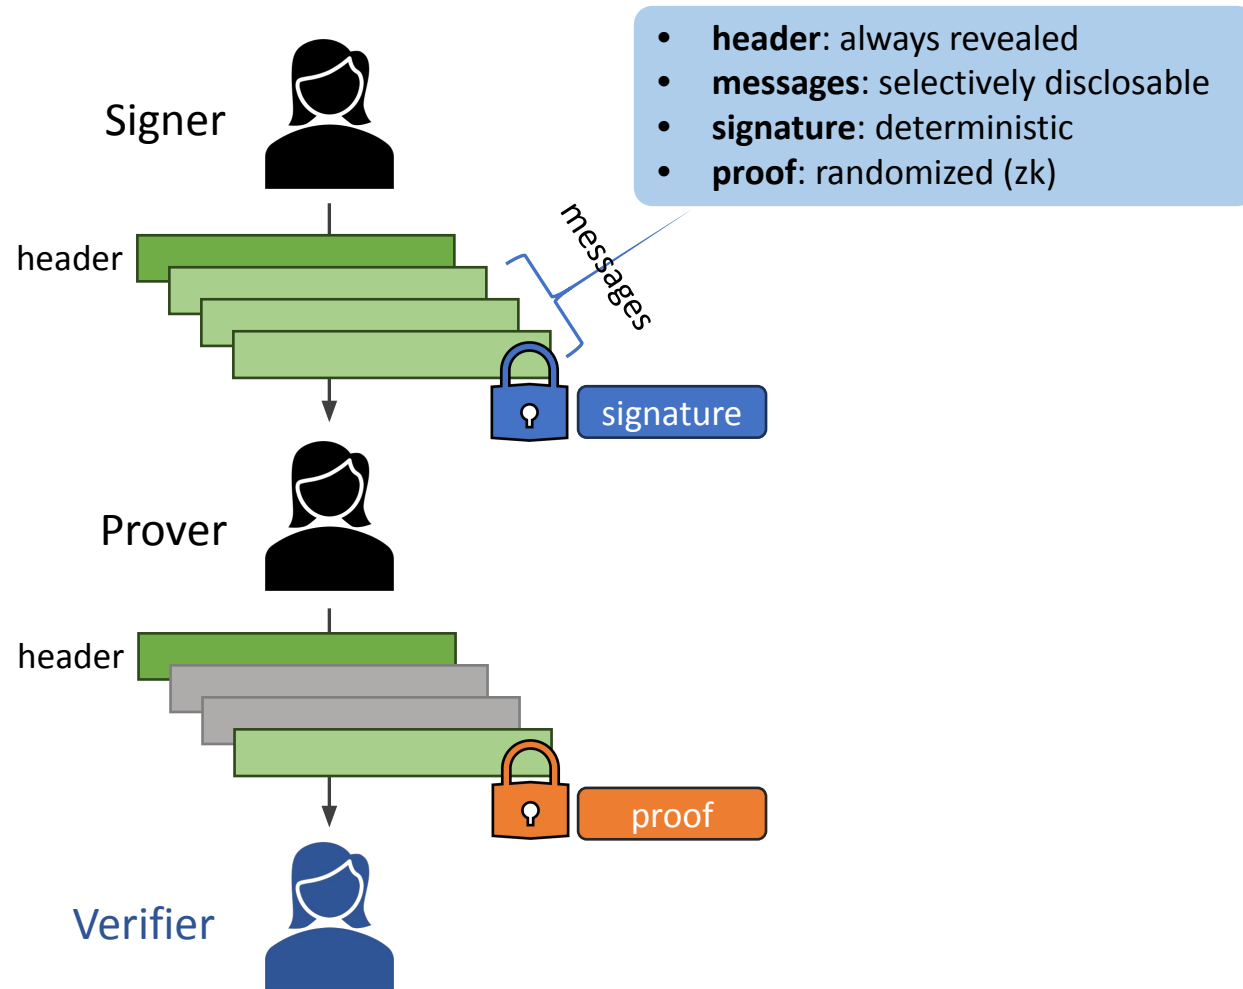 • header: always revealed
• messages: selectively disclosable
• signature: deterministic
• proof: randomized (zk)
Signer
header
messages
signature
Prover
header
proof
Verifier